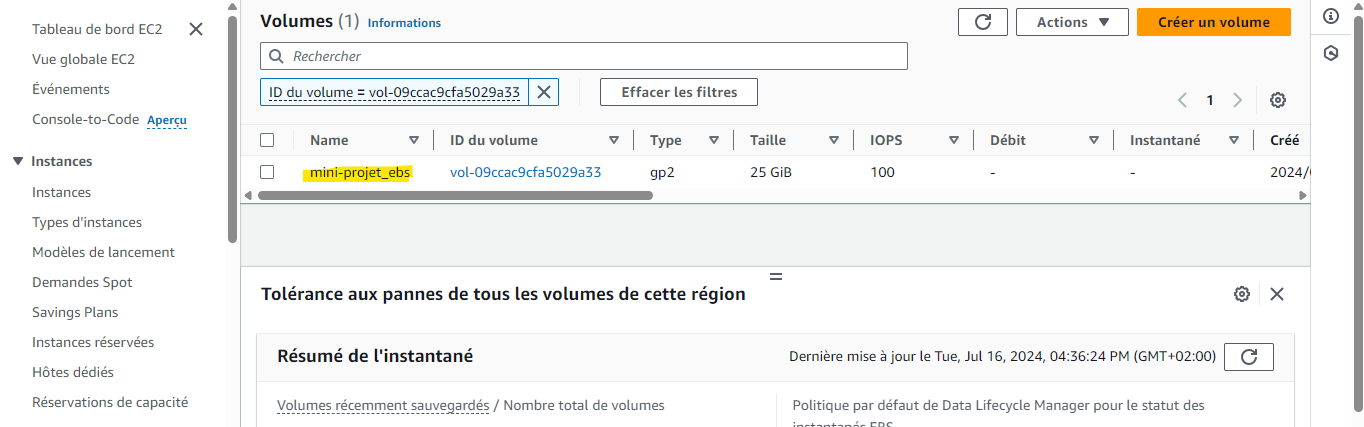 Tableau de bord EC2
Vue globale EC2
Événements
Console-to-Code Aperçu
Instances
Instances
Types d'instances
Modèles de lancement
Demandes Spot
Savings Plans
Instances réservées
Hôtes dédiés
Réservations de capacité
Volumes (1) Informations
Actions
Créer un volume
Rechercher
ID du volume = vol-09ccac9cfa5029a33
Effacer les filtres
1
Name ID du volume Type Taille IOPS Débit Instantané Créé
mini-projet_ebs vol-09ccac9cfa5029a33 gp2 25 GiB 100 - - 2024/
Tolérance aux pannes de tous les volumes de cette région
Résumé de l'instantané
Dernière mise à jour le Tue, Jul 16, 2024, 04:36:24 PM (GMT+02:00)
Volumes récemment sauvegardés / Nombre total de volumes
Politique par défaut de Data Lifecycle Manager pour le statut des
instantanés EBS